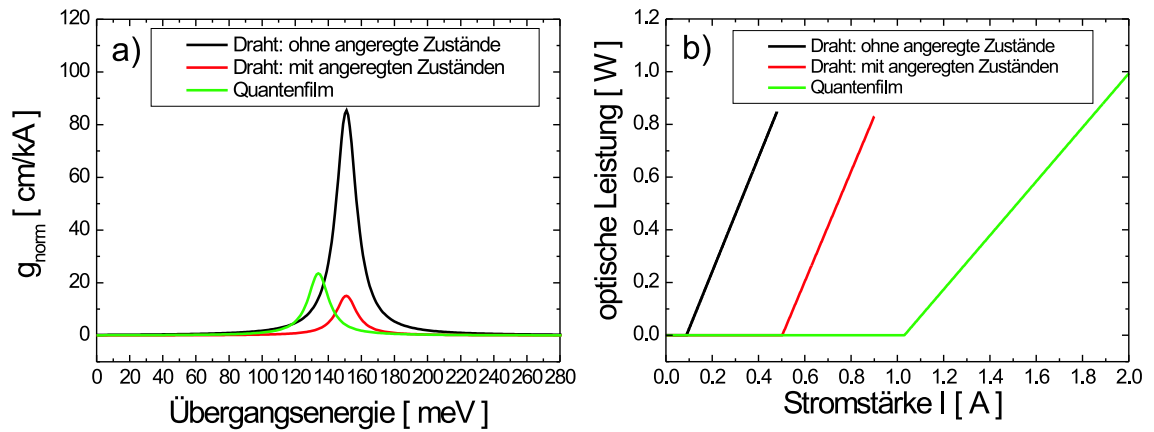 a)
Draht: ohne angeregte Zustände
Draht: mit angeregten Zuständen
Quantenfilm
120
100
80
60
40
20
0
g_norm [ cm/kA ]
0 20 40 60 80 100 120 140 160 180 200 220 240 260 280
Übergangsenergie [ meV ]
b)
Draht: ohne angeregte Zustände
Draht: mit angeregten Zuständen
Quantenfilm
1.2
1.0
0.8
0.6
0.4
0.2
0.0
optische Leistung [ W ]
0.0 0.2 0.4 0.6 0.8 1.0 1.2 1.4 1.6 1.8 2.0
Stromstärke I [ A ]